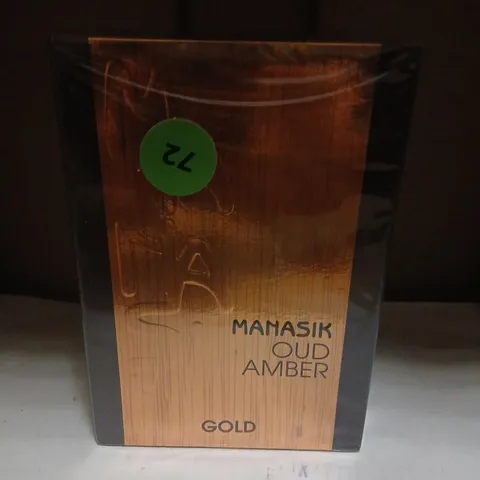 72
MANASIK
OUD
AMBER
GOLD